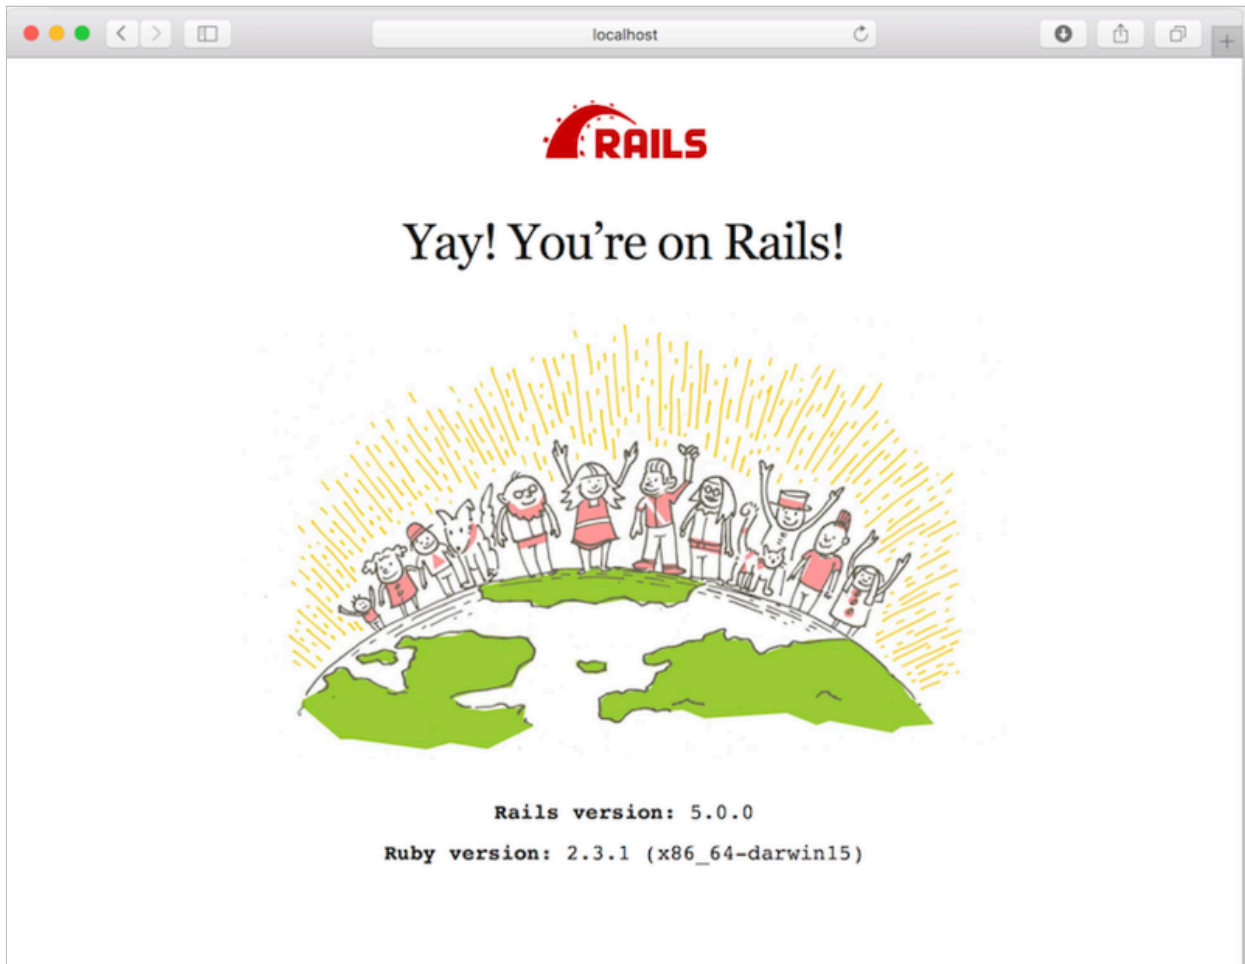 localhost
RAILS
Yay! You’re on Rails!
Rails version: 5.0.0
Ruby version: 2.3.1 (x86_64-darwin15)